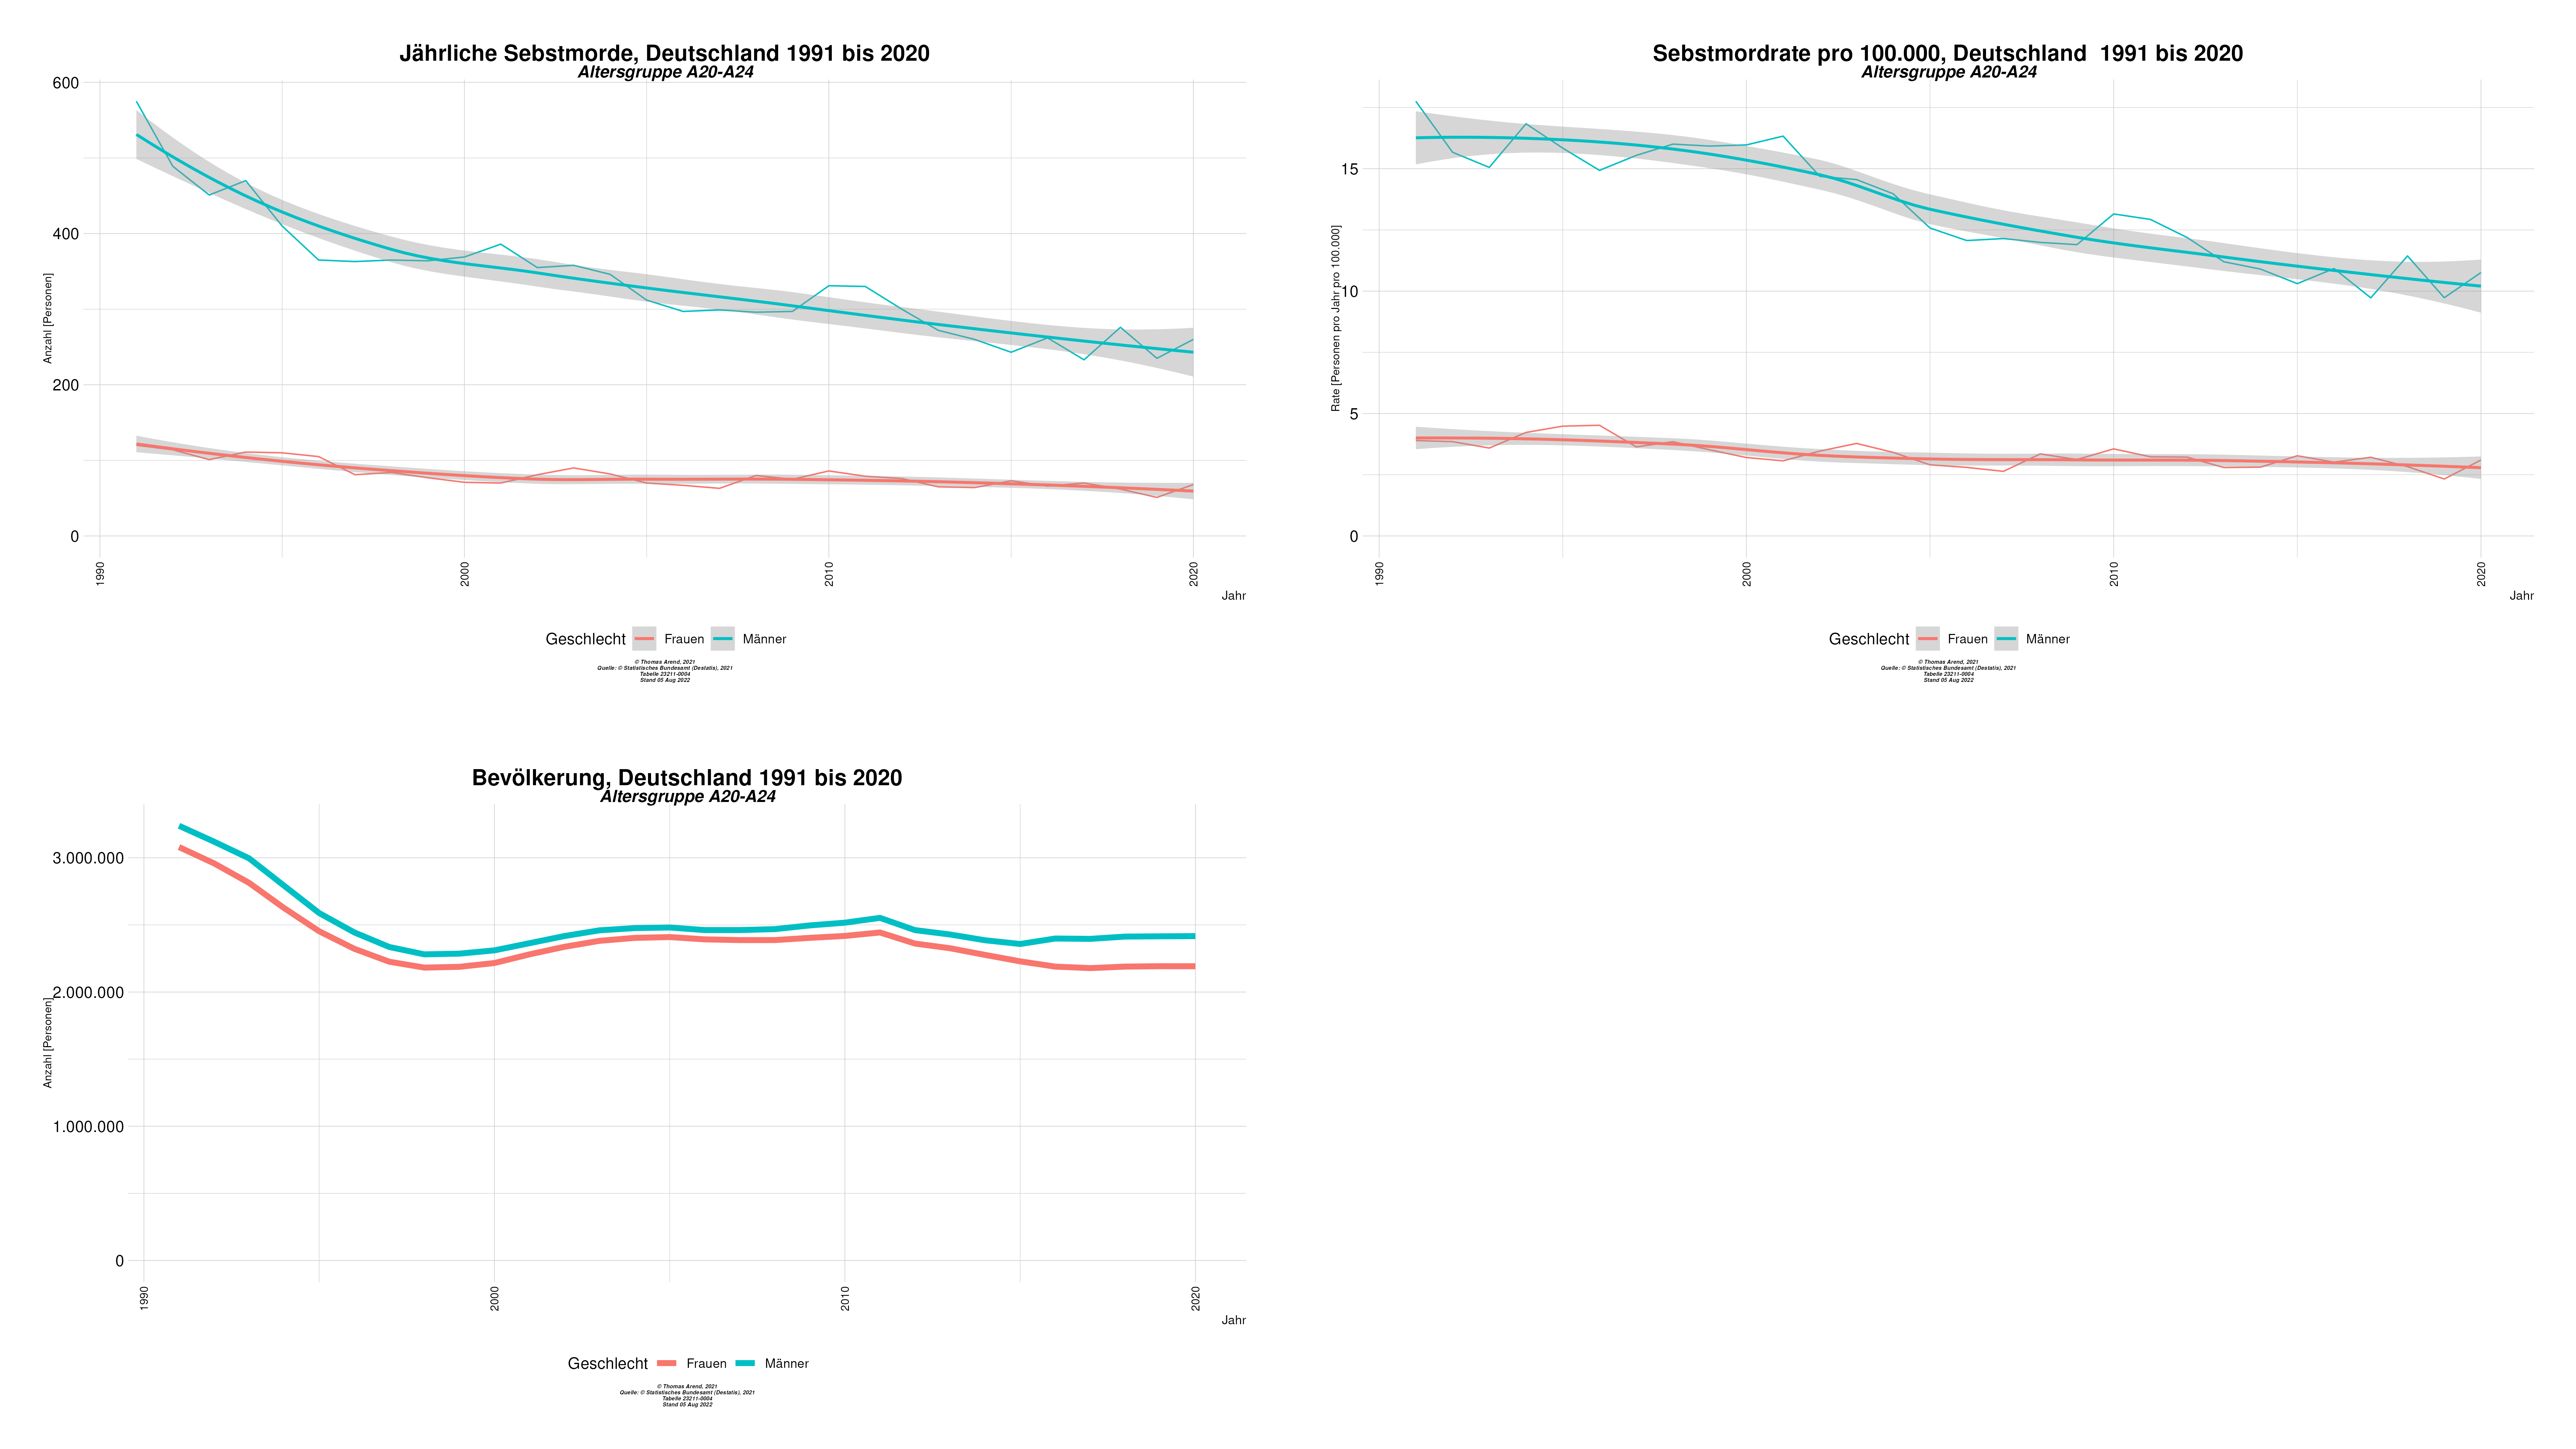 Jährliche Sebstmorde, Deutschland 1991 bis 2020
Altersgruppe A20-A24
600
400
200
0
Anzahl [Personen]
1990
2000
2010
2020
Jahr
Geschlecht Frauen Männer
© Thomas Arend, 2021
Quelle: © Statistisches Bundesamt (Destatis), 2021
Tabelle 23211-0004
Stand 05 Aug 2022
Sebstmordrate pro 100.000, Deutschland  1991 bis 2020
Altersgruppe A20-A24
15
10
5
0
Rate [Personen pro Jahr pro 100.000]
1990
2000
2010
2020
Jahr
Geschlecht Frauen Männer
© Thomas Arend, 2021
Quelle: © Statistisches Bundesamt (Destatis), 2021
Tabelle 23211-0004
Stand 05 Aug 2022
Bevölkerung, Deutschland 1991 bis 2020
Altersgruppe A20-A24
3.000.000
2.000.000
1.000.000
0
Anzahl [Personen]
1990
2000
2010
2020
Jahr
Geschlecht Frauen Männer
© Thomas Arend, 2021
Quelle: © Statistisches Bundesamt (Destatis), 2021
Tabelle 23211-0004
Stand 05 Aug 2022